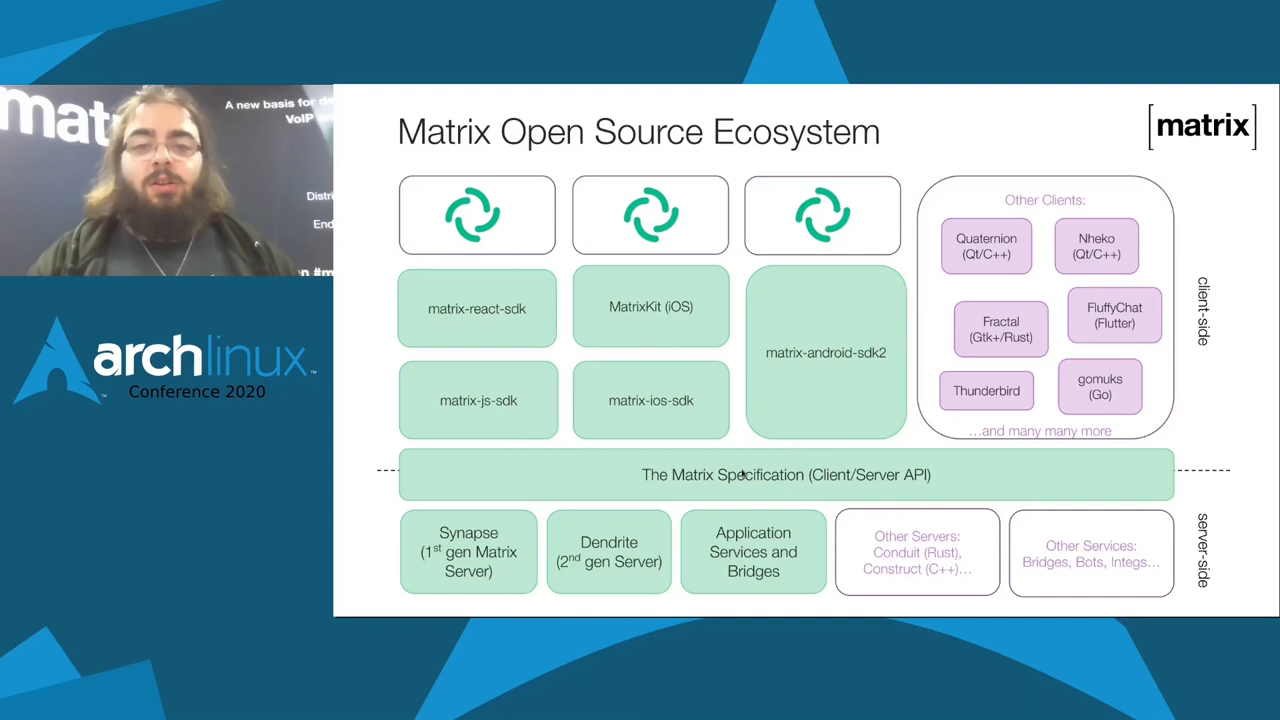 matr
A new basis for de
VoIP
Distri
End
n #m
archlinux
Conference 2020
Matrix Open Source Ecosystem
[matrix]
matrix-react-sdk
MatrixKit (iOS)
matrix-android-sdk2
matrix-js-sdk
matrix-ios-sdk
Other Clients:
Quaternion
(Qt/C++)
Nheko
(Qt/C++)
Fractal
(Gtk+/Rust)
FluffyChat
(Flutter)
Thunderbird
gomuks
(Go)
...and many many more
client-side
The Matrix Specification (Client/Server API)
Synapse
(1st gen Matrix
Server)
Dendrite
(2nd gen Server)
Application
Services and
Bridges
Other Servers:
Conduit (Rust),
Construct (C++)...
Other Services:
Bridges, Bots, Integs...
server-side